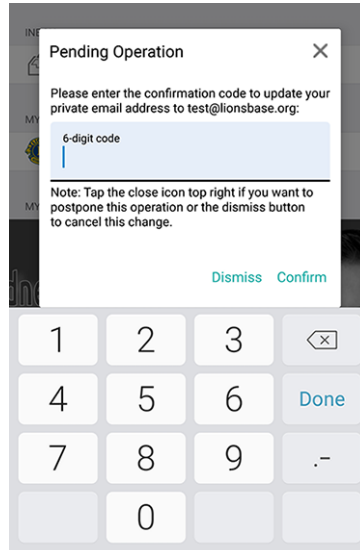 Pending Operation
Please enter the confirmation code to update your
private email address to test@lionsbase.org:
6-digit code
Note: Tap the close icon top right if you want to
postpone this operation or the dismiss button
to cancel this change.
Dismiss Confirm
1 2 3
4 5 6 Done
7 8 9 .-
0